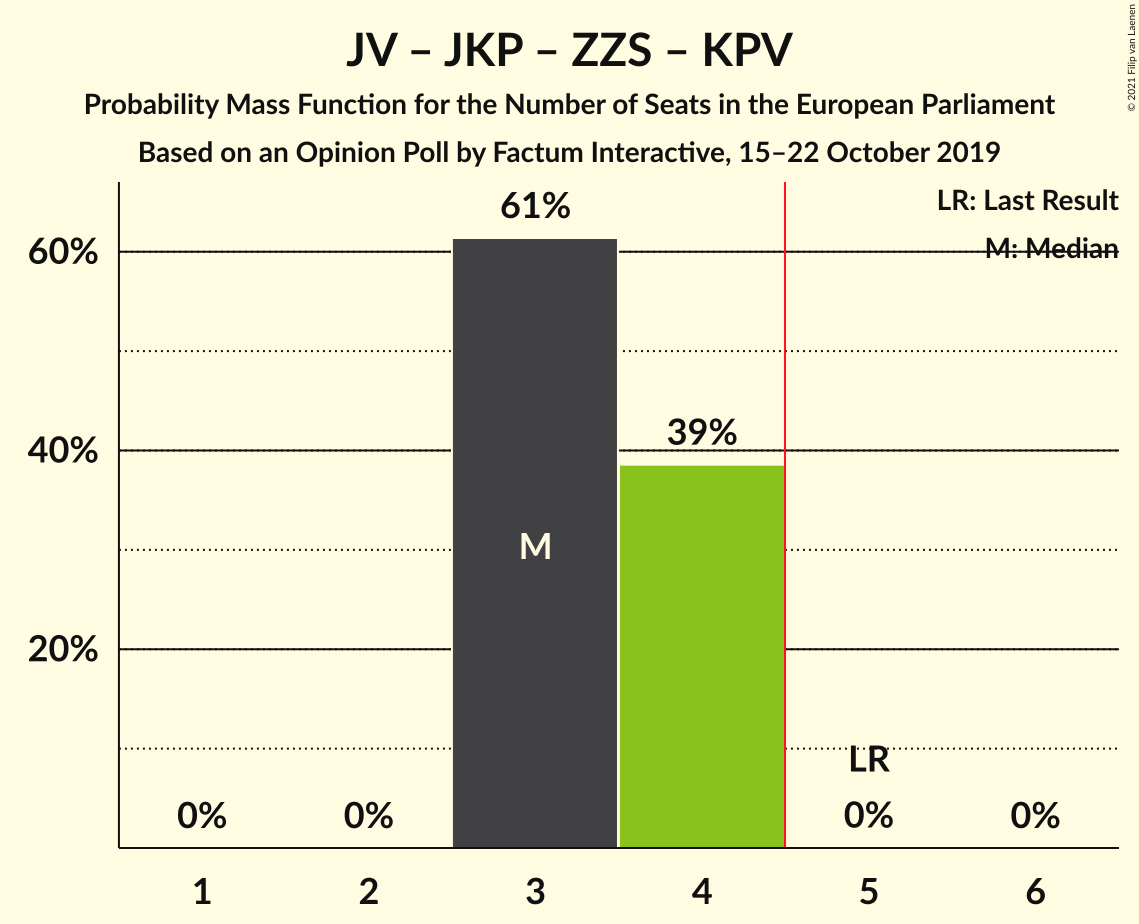 JV – JKP – ZZS – KPV
Probability Mass Function for the Number of Seats in the European Parliament
Based on an Opinion Poll by Factum Interactive, 15–22 October 2019
© 2021 Filip van Laenen
LR: Last Result
M: Median
61%
60%
39%
40%
M
20%
LR
0%
0%
0%
0%
1
2
3
4
5
6